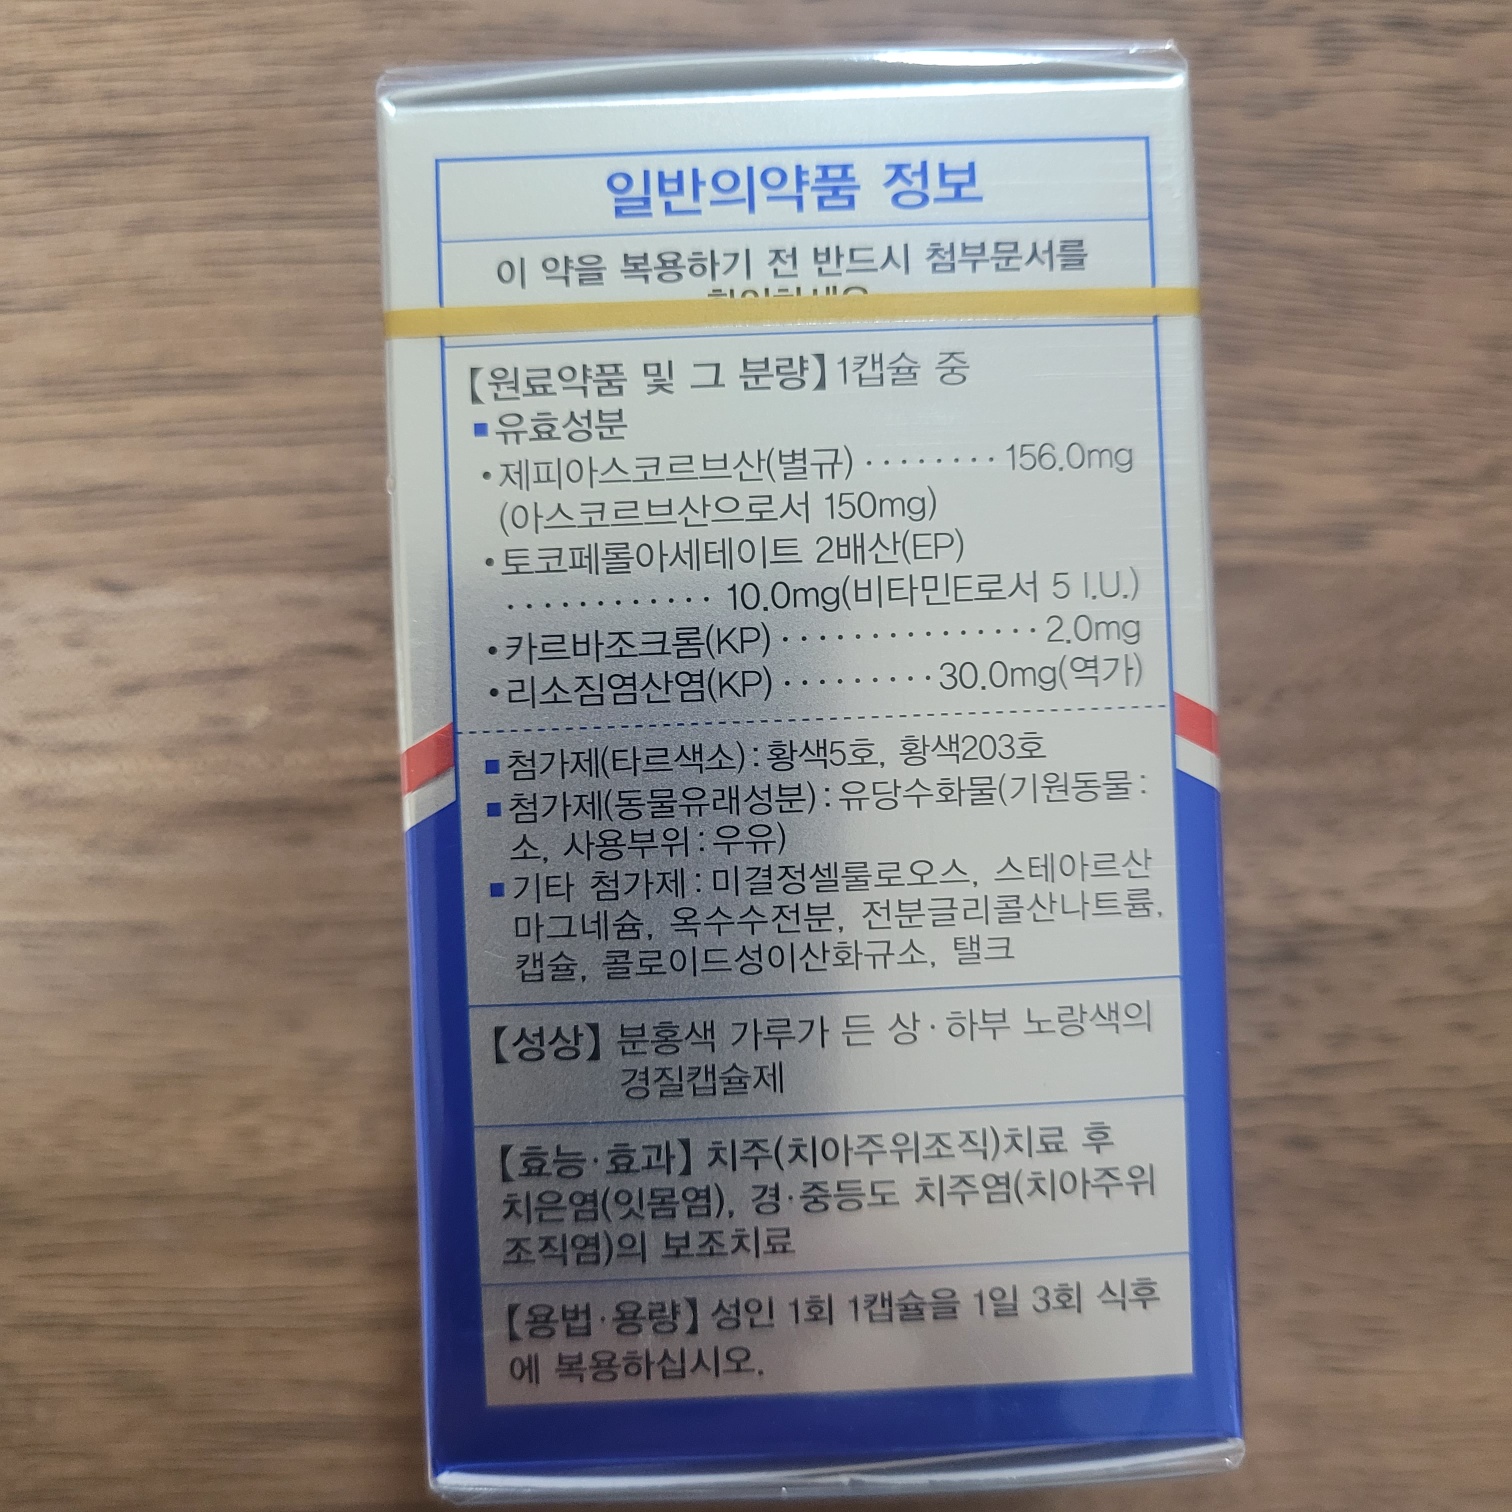 일반의약품 정보
이 약을 복용하기 전 반드시 첨부문서를
【원료약품 및 그 분량】 1캡슐 중
▪유효성분
•제피아스코르브산(별규) ········ 156.0mg
(아스코르브산으로서 150mg)
•토코페롤아세테이트 2배산(EP)
············ 10.0mg(비타민E로서 5 I.U.)
•카르바조크롬(KP) ··············· 2.0mg
•리소짐염산염(KP) ········· 30.0mg(역가)
▪첨가제(타르색소) : 황색5호, 황색203호
▪첨가제(동물유래성분) : 유당수화물(기원동물 :
소, 사용부위 : 우유)
▪기타 첨가제 : 미결정셀룰로오스, 스테아르산
마그네슘, 옥수수전분, 전분글리콜산나트륨,
캡슐, 콜로이드성이산화규소, 탤크
【성상】 분홍색 가루가 든 상·하부 노랑색의
경질캡슐제
【효능·효과】 치주(치아주위조직)치료 후
치은염(잇몸염), 경·중등도 치주염(치아주위
조직염)의 보조치료
【용법·용량】 성인 1회 1캡슐을 1일 3회 식후
에 복용하십시오.